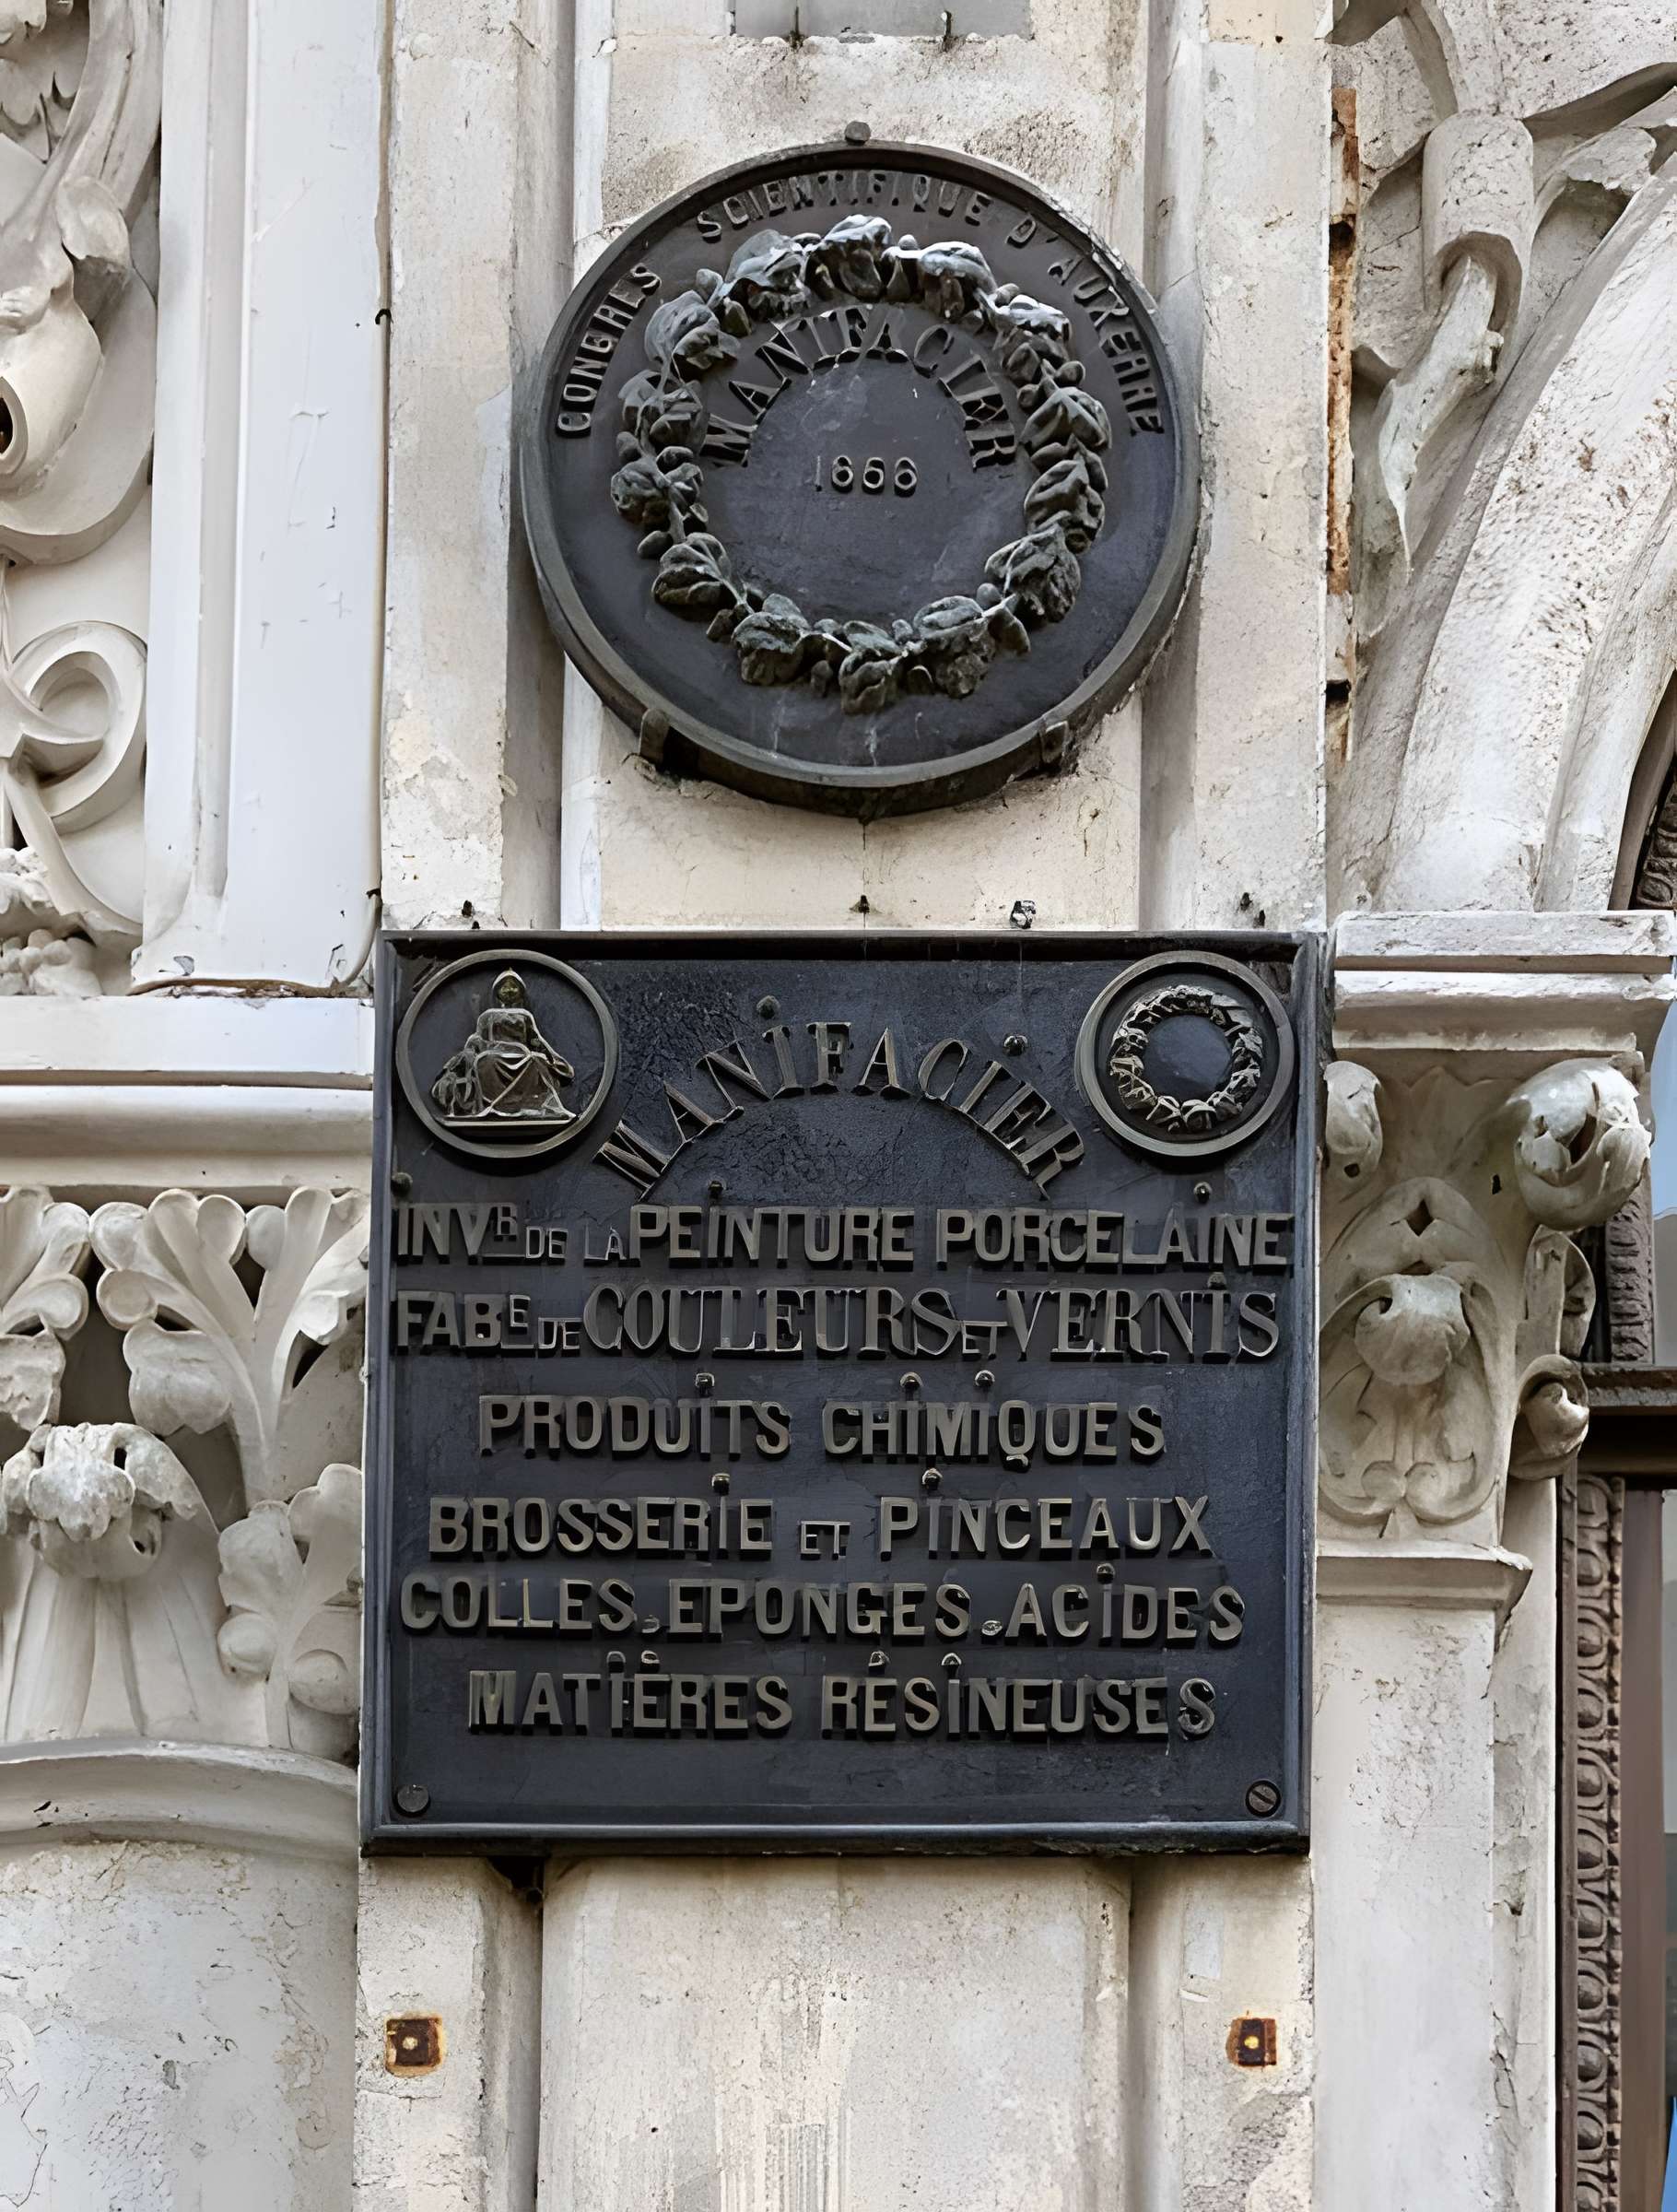 CONGRES SCIENTIFIQUE D'AUXERRE
MANIFACIER
MANIFACIER
INVR DE LA PEINTURE PORCELAINE
FABE DE COULEURS ET VERNIS
PRODUITS CHIMIQUES
BROSSERIE ET PINCEAUX
COLLES, EPONGES, ACIDES
MATIÈRES RÉSINEUSES